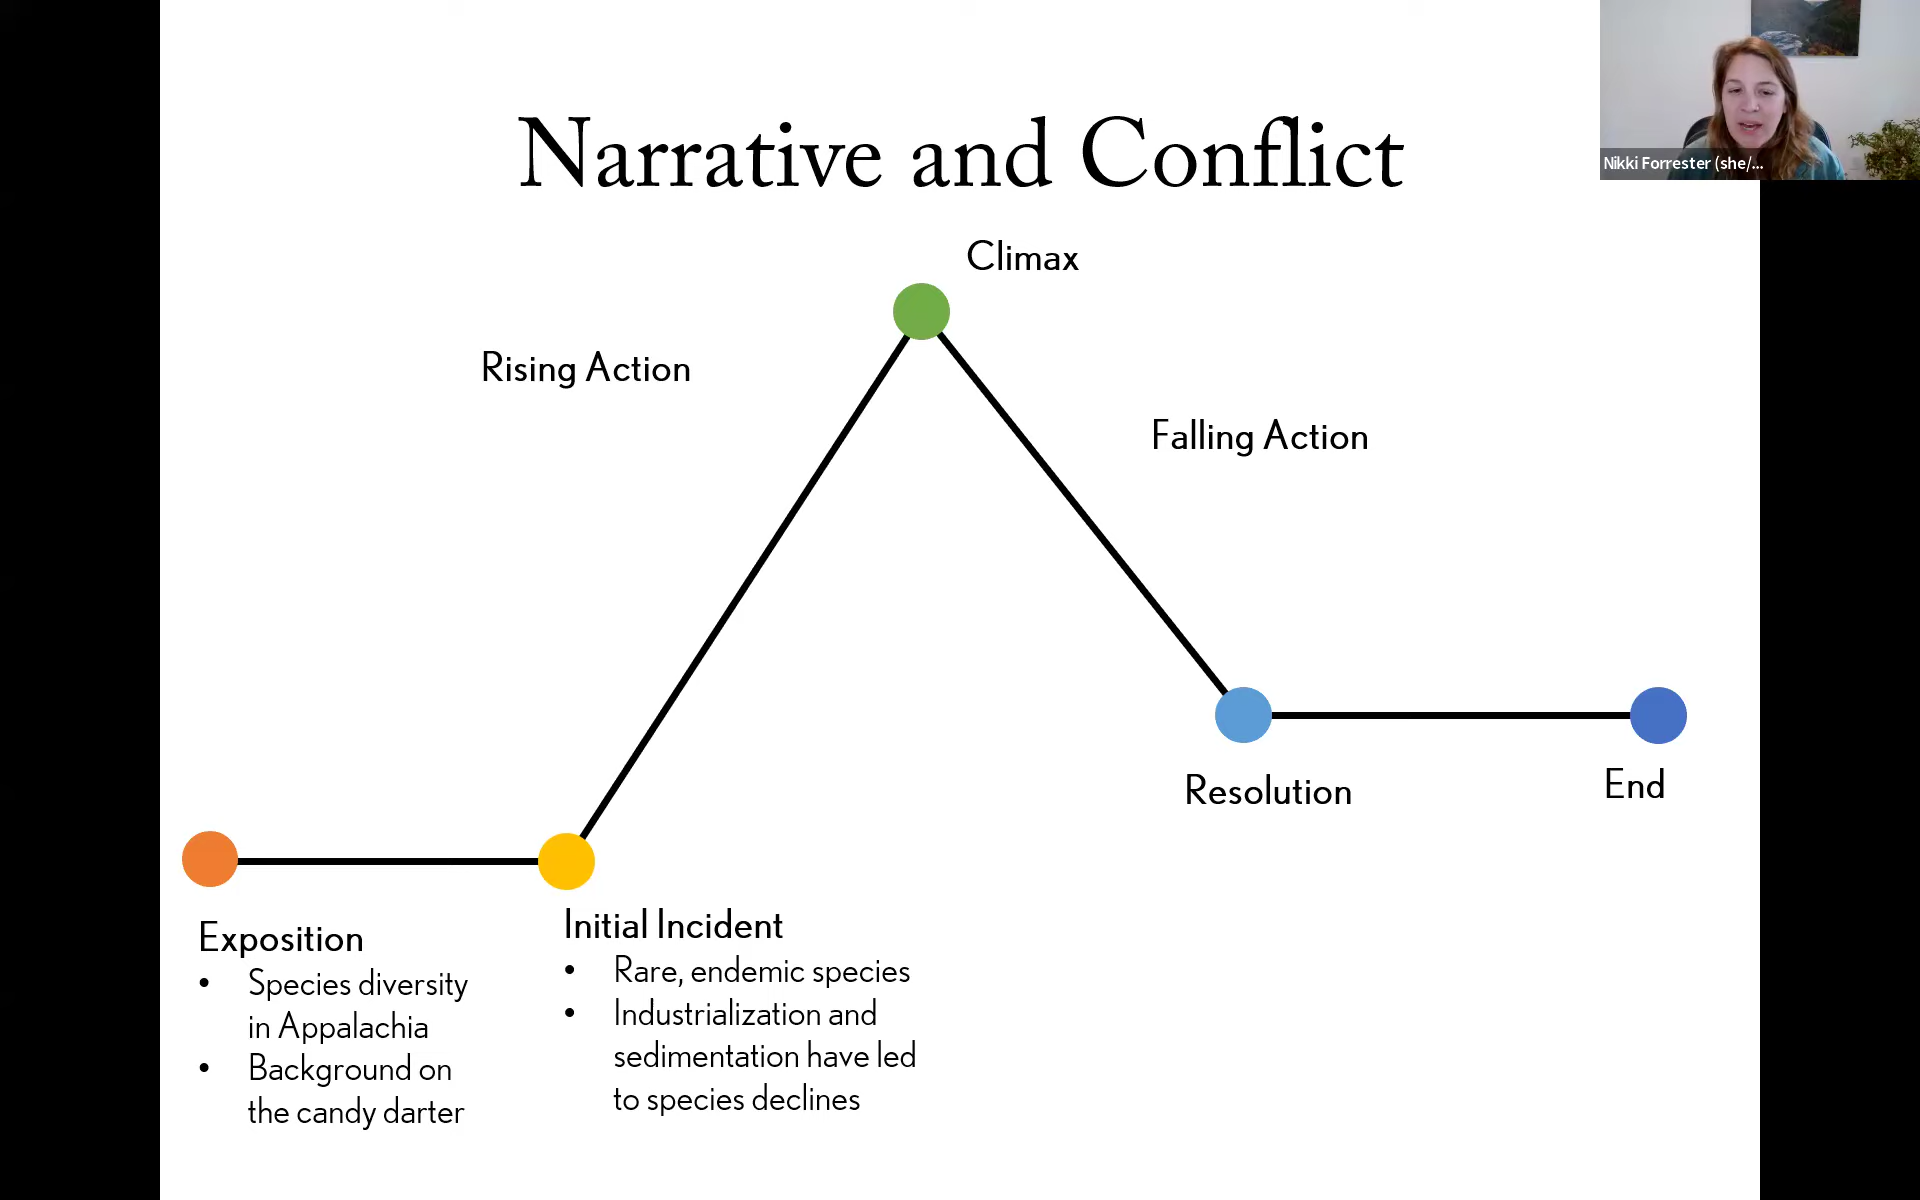 Narrative and Conflict
Nikki Forrester (she/...
Climax
Rising Action
Falling Action
Resolution
End
Exposition
• Species diversity
in Appalachia
• Background on
the candy darter
Initial Incident
• Rare, endemic species
• Industrialization and
sedimentation have led
to species declines